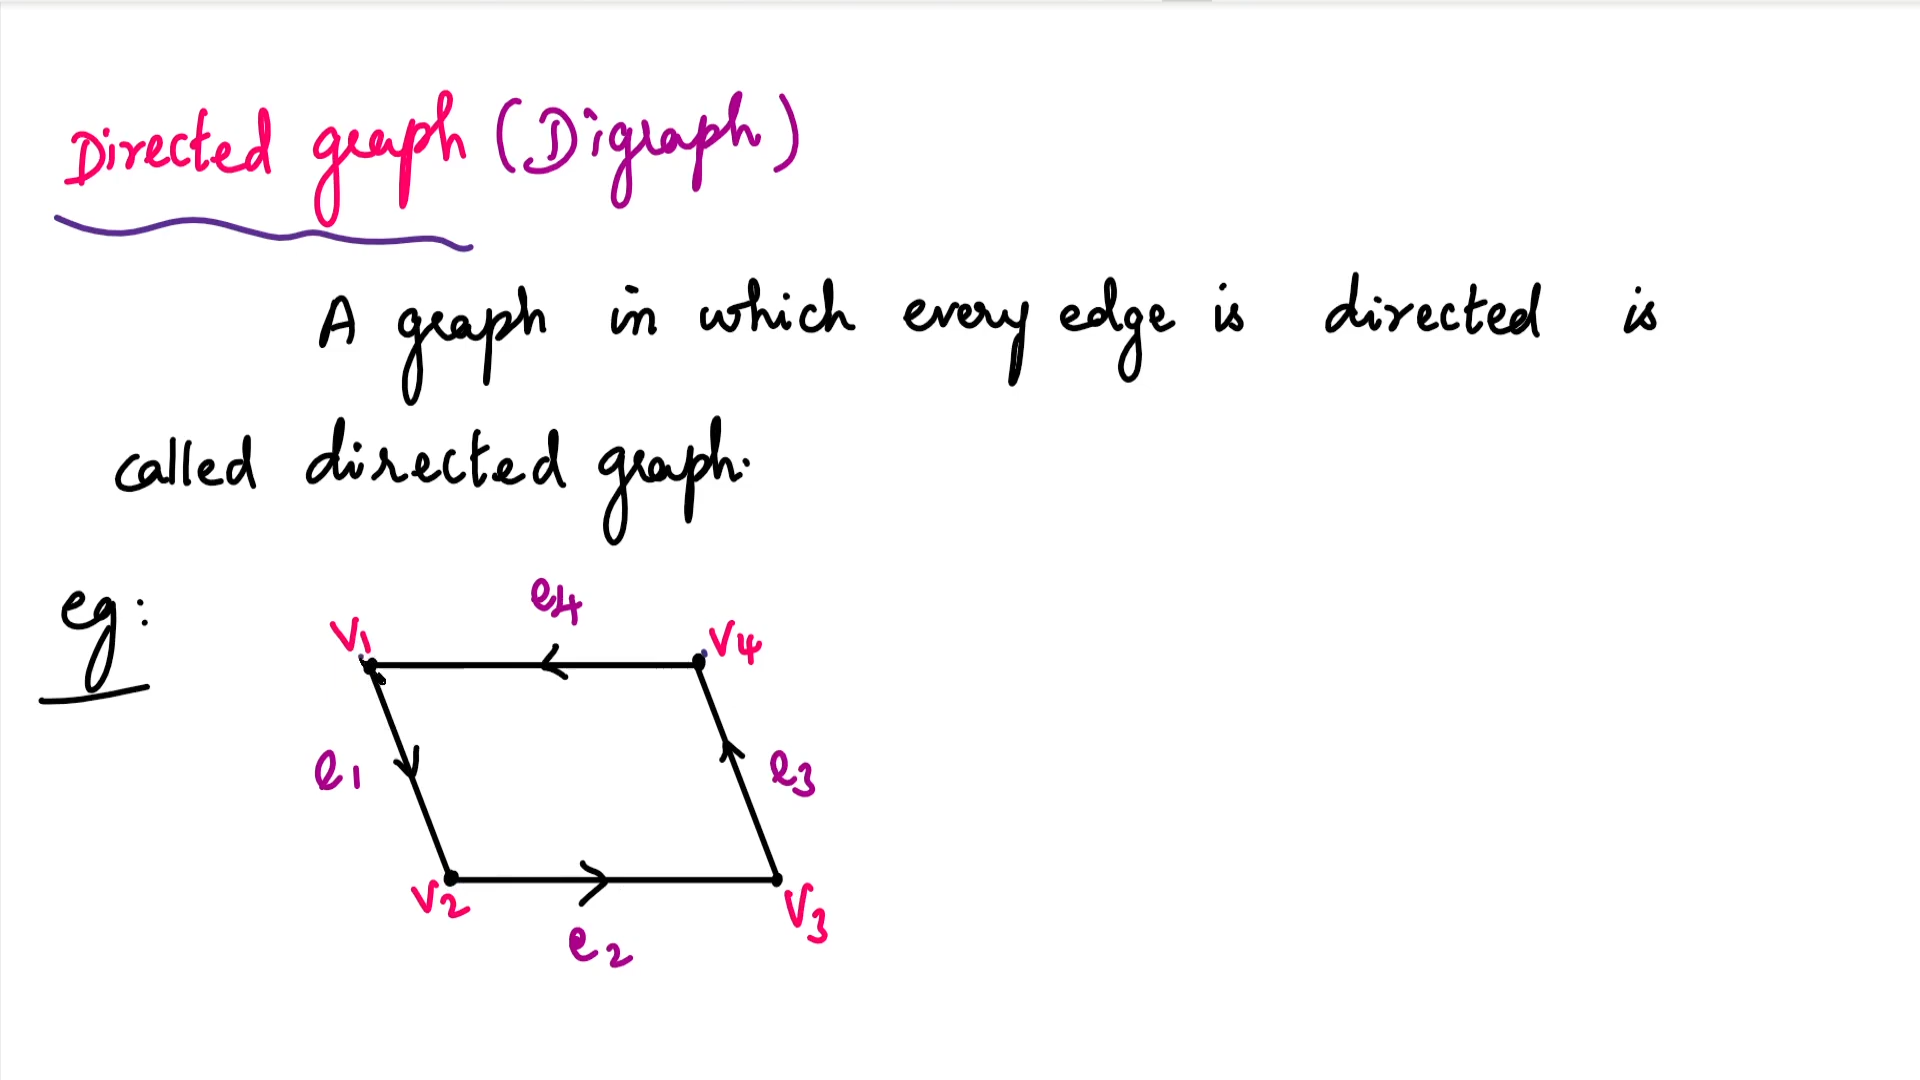 Directed graph (Digraph)
A graph in which every edge is directed is
called directed graph.
eg:
e4
V1
V4
e1
e3
V2
V3
e2